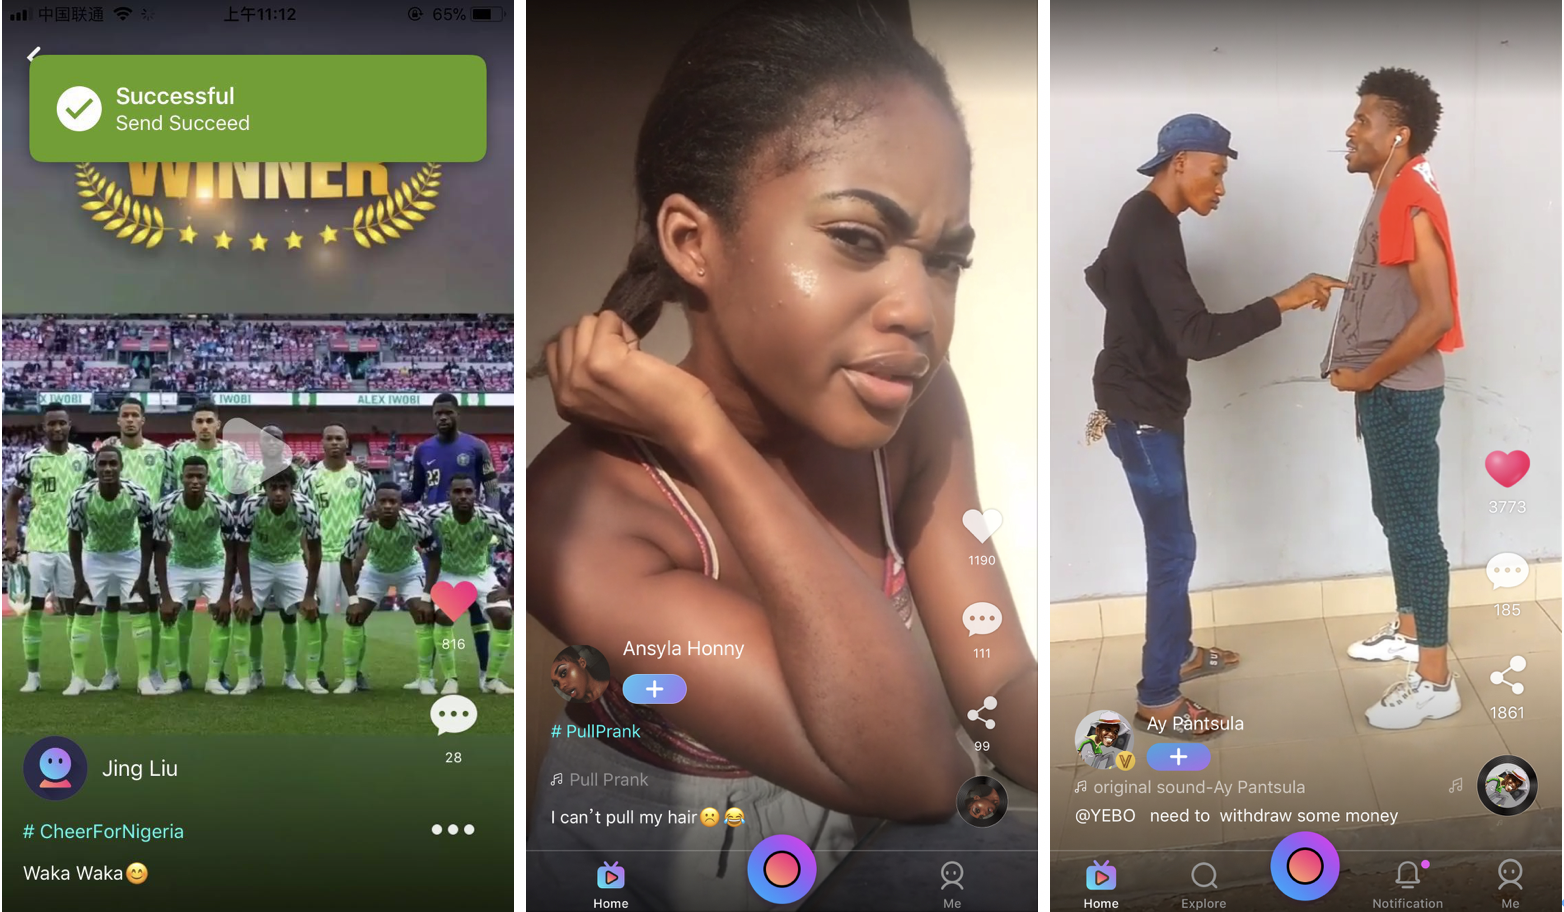 中国联通
上午11:12
65%
Successful
Send Succeed
WINNER
X IWOBI
IWOBI
ALEX IWOBI
10
23
816
28
Jing Liu
# CheerForNigeria
Waka Waka😊
1190
111
Ansyla Honny
+
# PullPrank
99
Pull Prank
I can't pull my hair☹️😂
Home
Me
3773
185
1861
Ay Pantsula
+
original sound-Ay Pantsula
@YEBO need to withdraw some money
Home
Explore
Notification
Me